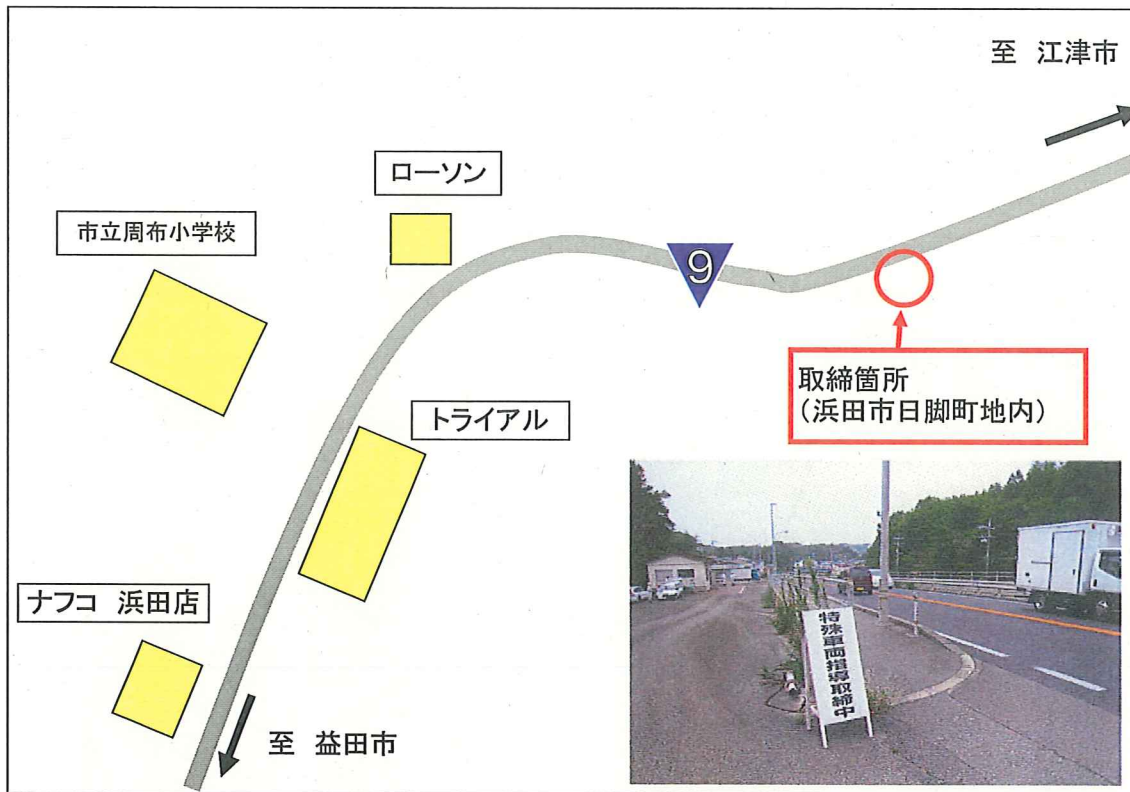 至 江津市
ローソン
市立周布小学校
9
取締箇所
(浜田市日脚町地内)
トライアル
ナフコ 浜田店
至 益田市
特殊車両指導取締中